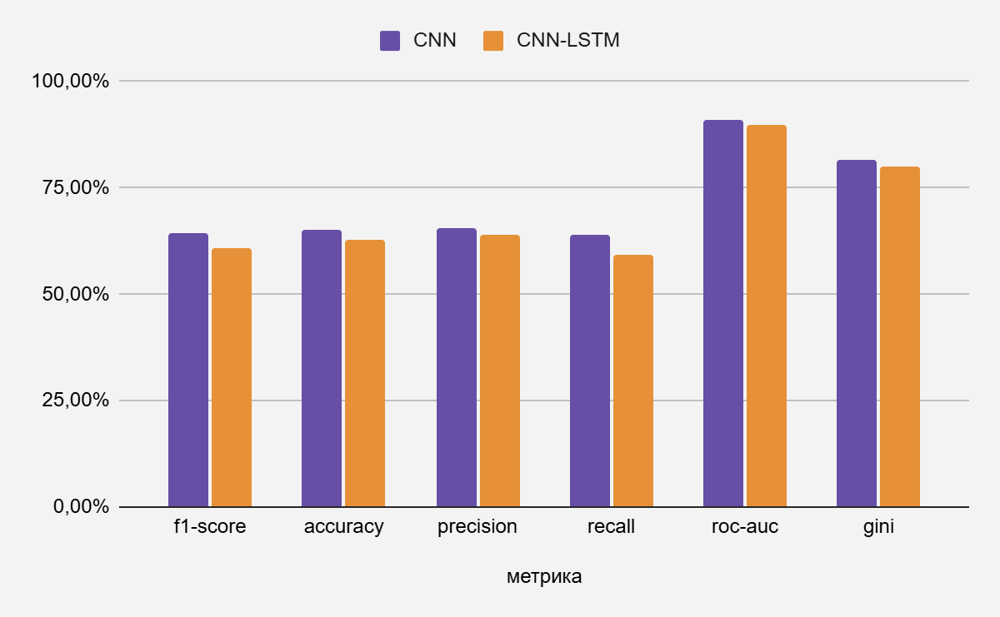 CNN CNN-LSTM
100,00%
75,00%
50,00%
25,00%
0,00%
f1-score accuracy precision recall roc-auc gini
метрика